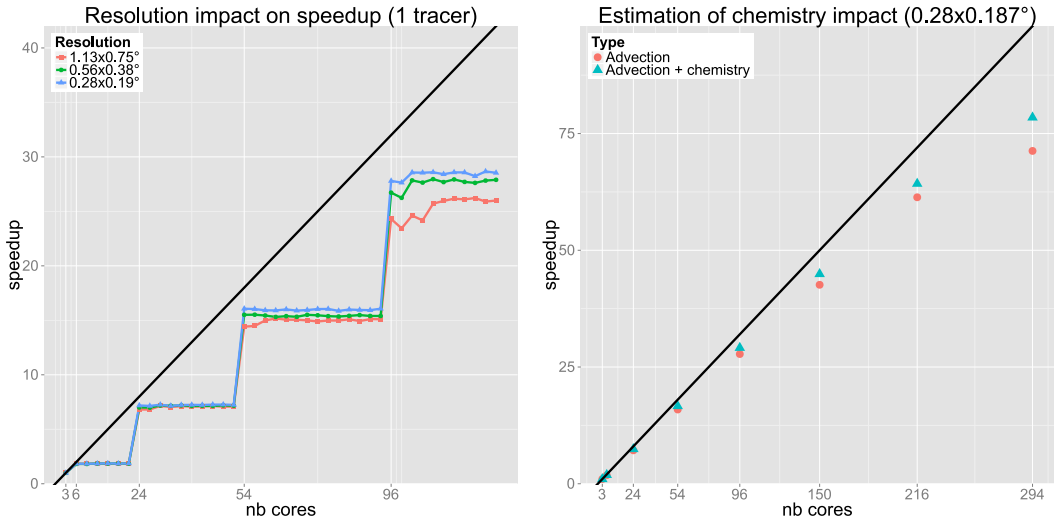 Resolution impact on speedup (1 tracer)
Resolution
1.13x0.75°
0.56x0.38°
0.28x0.19°
speedup
40
30
20
10
0
3 6 24 54 96
nb cores
Estimation of chemistry impact (0.28x0.187°)
Type
Advection
Advection + chemistry
speedup
75
50
25
0
3 24 54 96 150 216 294
nb cores